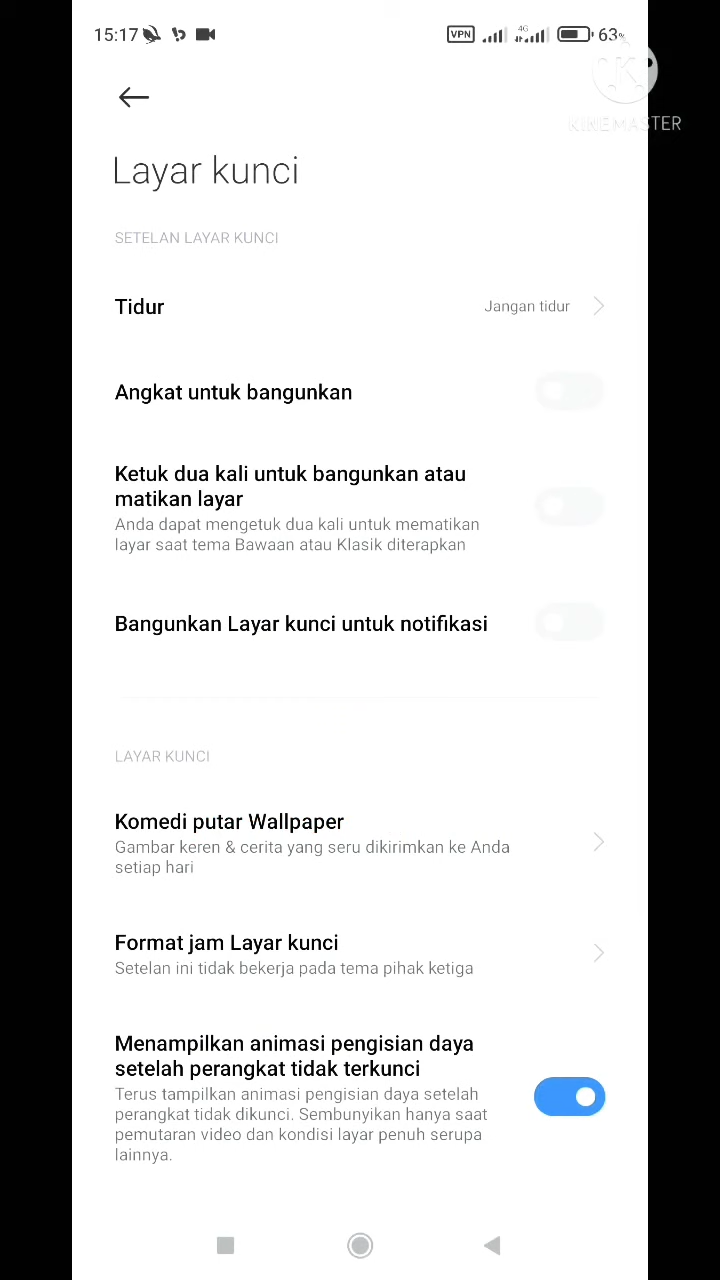 15:17 VPN 4G 63%
KINEMASTER
Layar kunci
SETELAN LAYAR KUNCI
Tidur Jangan tidur
Angkat untuk bangunkan
Ketuk dua kali untuk bangunkan atau
matikan layar
Anda dapat mengetuk dua kali untuk mematikan
layar saat tema Bawaan atau Klasik diterapkan
Bangunkan Layar kunci untuk notifikasi
LAYAR KUNCI
Komedi putar Wallpaper
Gambar keren & cerita yang seru dikirimkan ke Anda
setiap hari
Format jam Layar kunci
Setelan ini tidak bekerja pada tema pihak ketiga
Menampilkan animasi pengisian daya
setelah perangkat tidak terkunci
Terus tampilkan animasi pengisian daya setelah
perangkat tidak dikunci. Sembunyikan hanya saat
pemutaran video dan kondisi layar penuh serupa
lainnya.